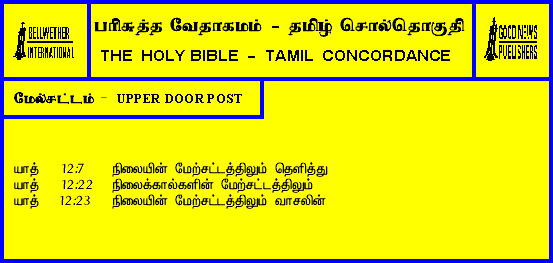 BELLWETHER
INTERNATIONAL
பரிசுத்த வேதாகமம் - தமிழ் சொல்தொகுதி
THE HOLY BIBLE - TAMIL CONCORDANCE
GOOD NEWS
PUBLISHERS
மேல்சட்டம் - UPPER DOOR POST
யாத் 12:7 நிலையின் மேற்சட்டத்திலும் தெளித்து
யாத் 12:22 நிலைக்கால்களின் மேற்சட்டத்திலும்
யாத் 12:23 நிலையின் மேற்சட்டத்திலும் வாசலின்